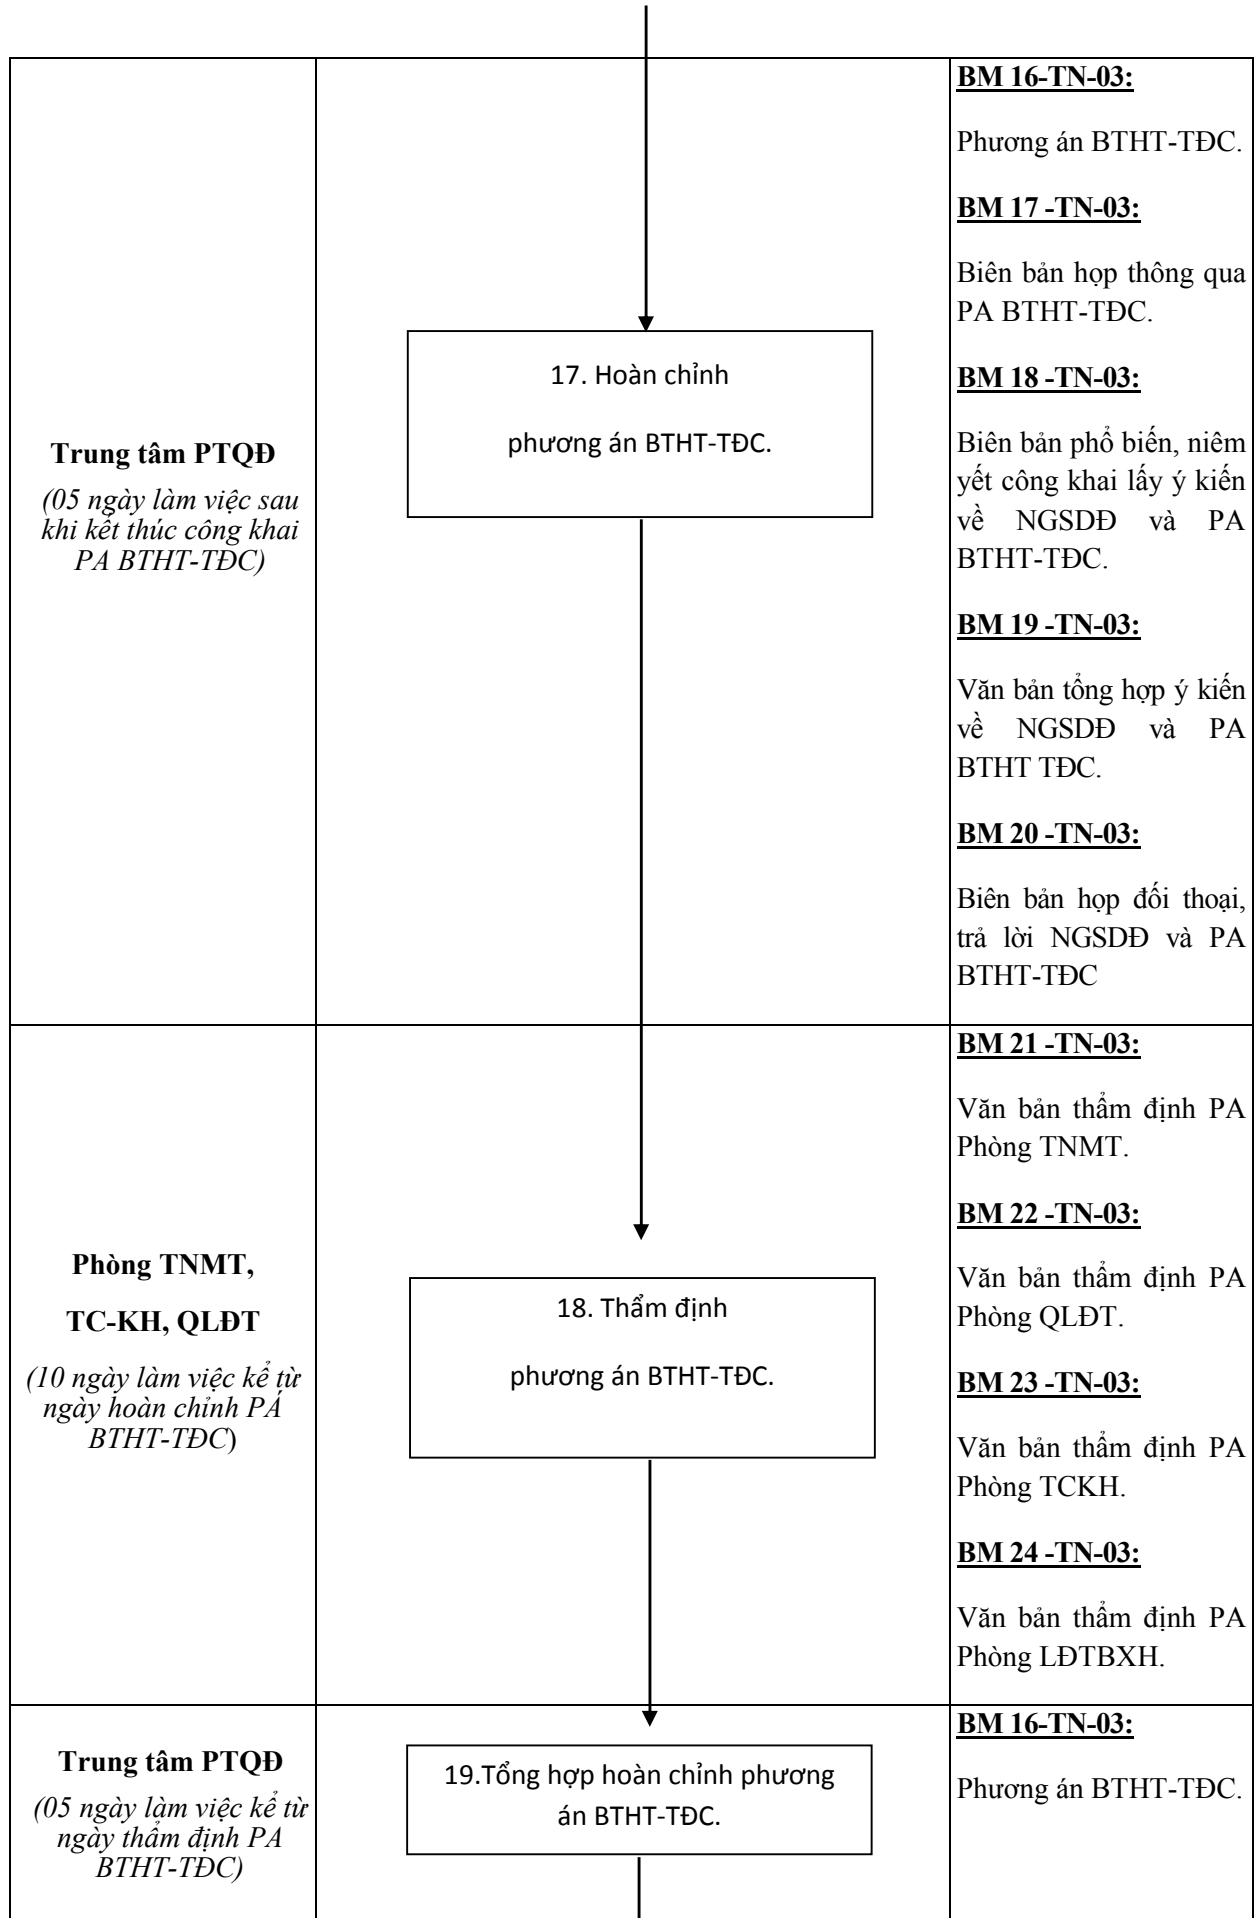 Trung tâm PTQĐ
(05 ngày làm việc sau
khi kết thúc công khai
PA BTHT-TĐC)
17. Hoàn chỉnh
phương án BTHT-TĐC.
BM 16-TN-03:
Phương án BTHT-TĐC.
BM 17 -TN-03:
Biên bản họp thông qua
PA BTHT-TĐC.
BM 18 -TN-03:
Biên bản phổ biến, niêm
yết công khai lấy ý kiến
về NGSDĐ và PA
BTHT-TĐC.
BM 19 -TN-03:
Văn bản tổng hợp ý kiến
về NGSDĐ và PA
BTHT TĐC.
BM 20 -TN-03:
Biên bản họp đối thoại,
trả lời NGSDĐ và PA
BTHT-TĐC
Phòng TNMT,
TC-KH, QLĐT
(10 ngày làm việc kể từ
ngày hoàn chỉnh PÁ
BTHT-TĐC)
18. Thẩm định
phương án BTHT-TĐC.
BM 21 -TN-03:
Văn bản thẩm định PA
Phòng TNMT.
BM 22 -TN-03:
Văn bản thẩm định PA
Phòng QLĐT.
BM 23 -TN-03:
Văn bản thẩm định PA
Phòng TCKH.
BM 24 -TN-03:
Văn bản thẩm định PA
Phòng LĐTBXH.
Trung tâm PTQĐ
(05 ngày làm việc kể từ
ngày thẩm định PA
BTHT-TĐC)
19.Tổng hợp hoàn chỉnh phương
án BTHT-TĐC.
BM 16-TN-03:
Phương án BTHT-TĐC.